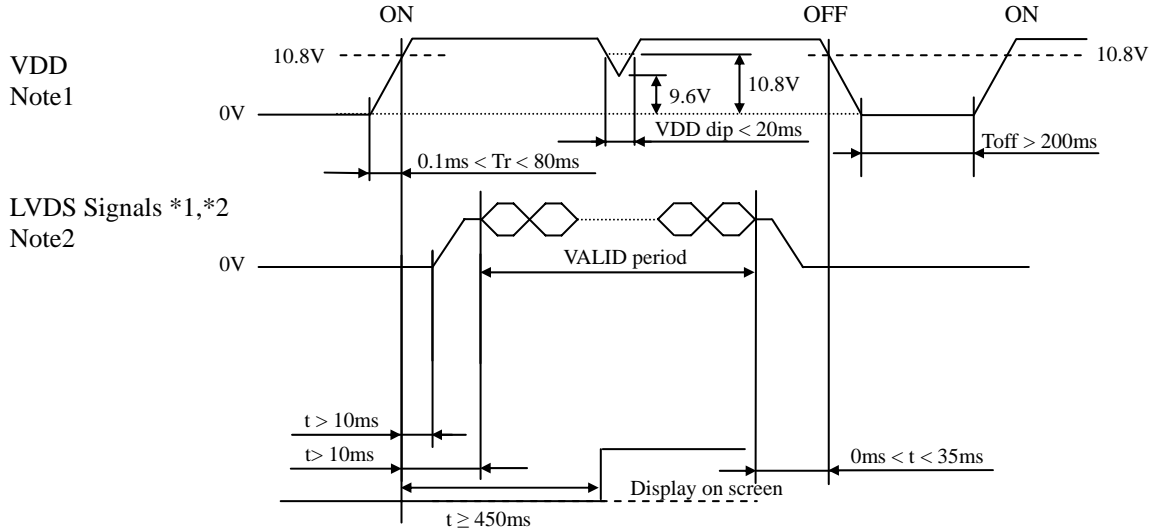 ON
OFF
ON
VDD
Note1
10.8V
10.8V
10.8V
9.6V
0V
VDD dip < 20ms
Toff > 200ms
0.1ms < Tr < 80ms
LVDS Signals *1,*2
Note2
0V
VALID period
t > 10ms
t> 10ms
0ms < t < 35ms
Display on screen
t ≥ 450ms